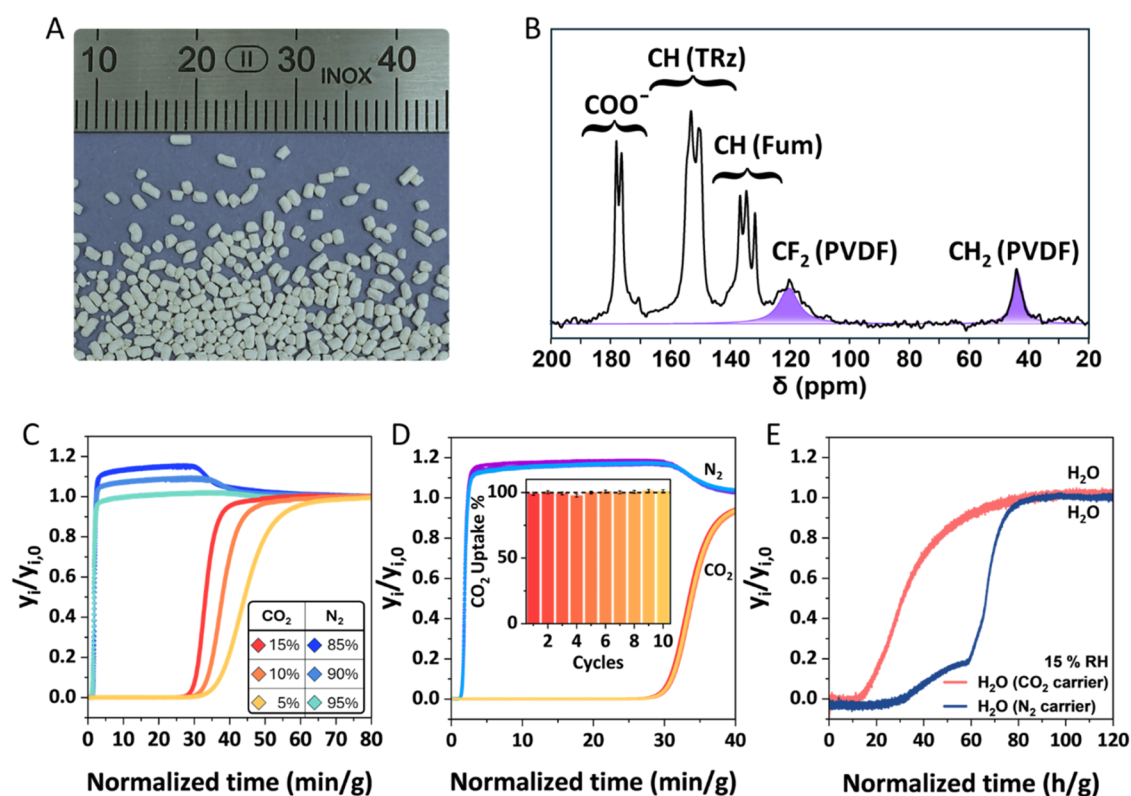 A
10 20 II 30 INOX 40
B
COO⁻
CH (TRz)
CH (Fum)
CF₂ (PVDF)
CH₂ (PVDF)
200 180 160 140 120 100 80 60 40 20
δ (ppm)
C
yᵢ/yᵢ,₀
1.2
1.0
0.8
0.6
0.4
0.2
0.0
CO₂ N₂
15% 85%
10% 90%
5% 95%
0 10 20 30 40 50 60 70 80
Normalized time (min/g)
D
yᵢ/yᵢ,₀
1.2
1.0
0.8
0.6
0.4
0.2
0.0
N₂
CO₂
CO₂ Uptake %
100
50
0
2 4 6 8 10
Cycles
0 10 20 30 40
Normalized time (min/g)
E
yᵢ/yᵢ,₀
1.2
1.0
0.8
0.6
0.4
0.2
0.0
H₂O
H₂O
15 % RH
H₂O (CO₂ carrier)
H₂O (N₂ carrier)
0 20 40 60 80 100 120
Normalized time (h/g)